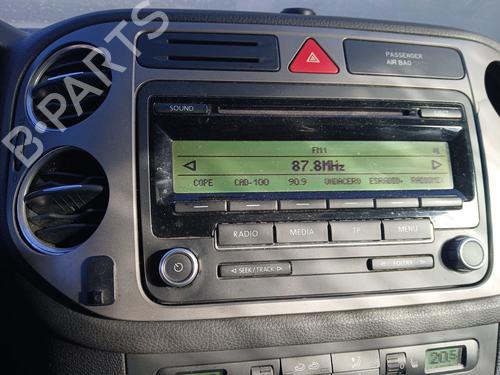 PASSENGER
AIR BAG
SOUND
FM1
87.8MHz
COPE CAD-100 90.9 ONDACERO ESRADIO-
RADIO MEDIA TP MENU
< SEEK / TRACK > < FOLDER >
20.5
B-PARTS